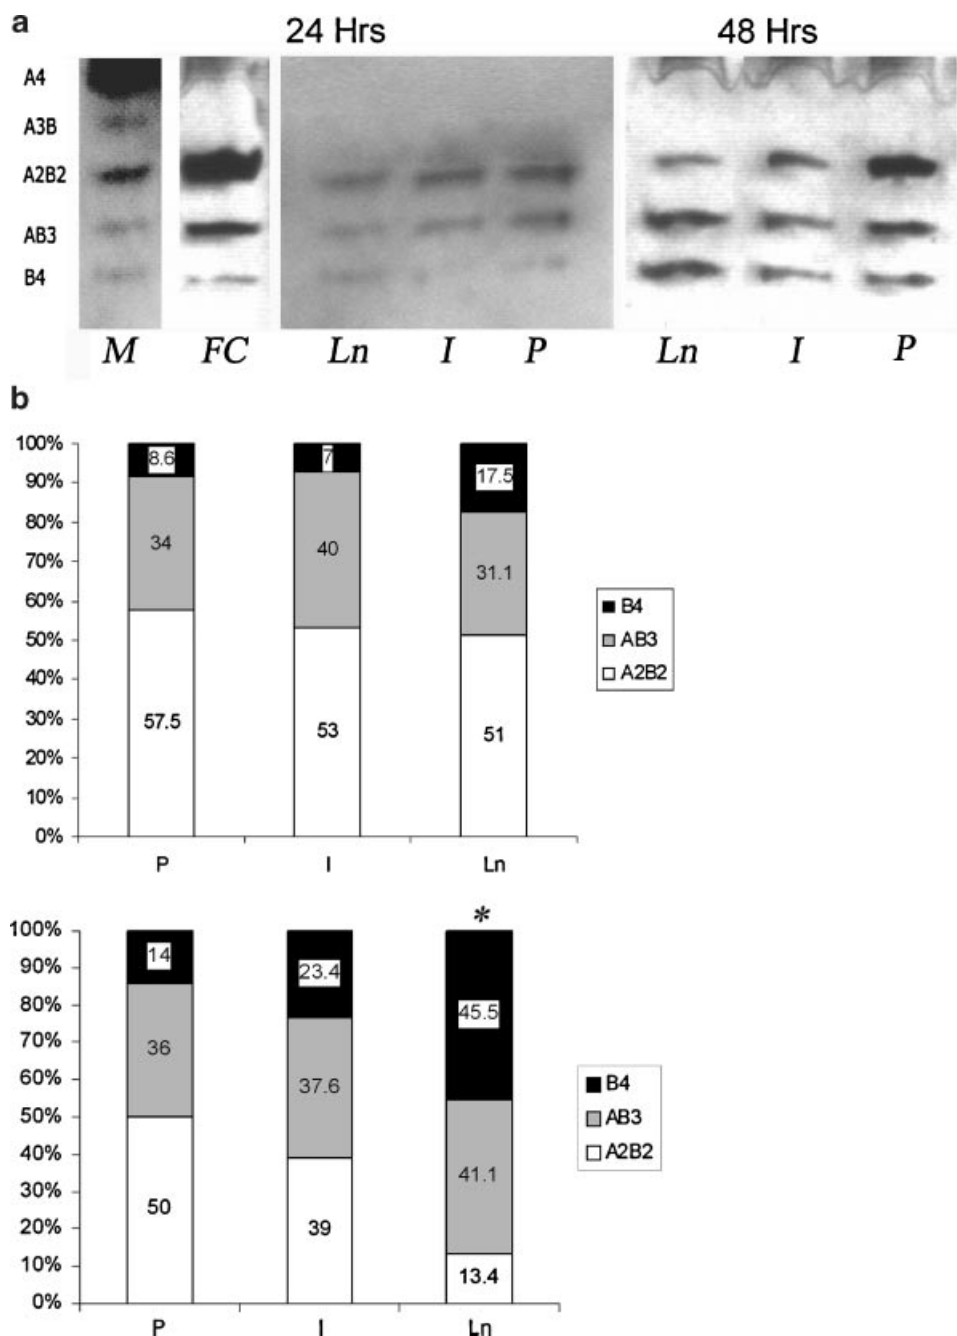 a
24 Hrs 48 Hrs
A4
A3B
A2B2
AB3
B4
M FC Ln I P Ln I P
b
100%
90%
80%
70%
60%
50%
40%
30%
20%
10%
0%
8.6 7 17.5
34 40 31.1
57.5 53 51
B4
AB3
A2B2
P I Ln
*
100%
90%
80%
70%
60%
50%
40%
30%
20%
10%
0%
14 23.4 45.5
36 37.6 41.1
50 39 13.4
B4
AB3
A2B2
P I Ln